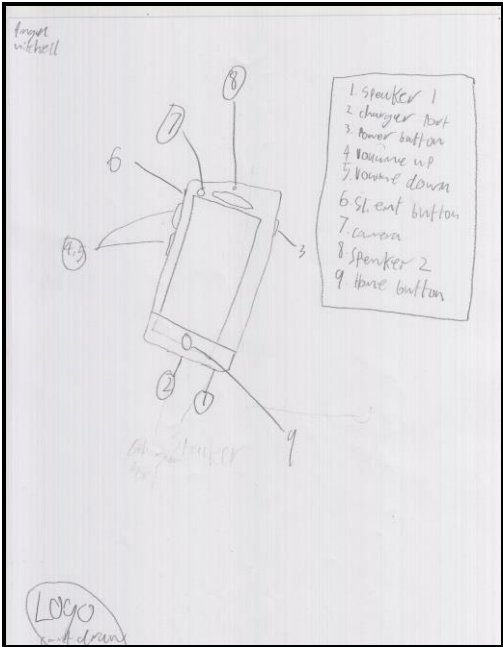 mitchell
8
7
6
4,5
3
2
1
9
1. Speaker 1
2. charger Port
3. Power button
4 Volume up
5. Volume down
6. Silent button
7. camera
8. Speaker 2
9. Home button
LOGO